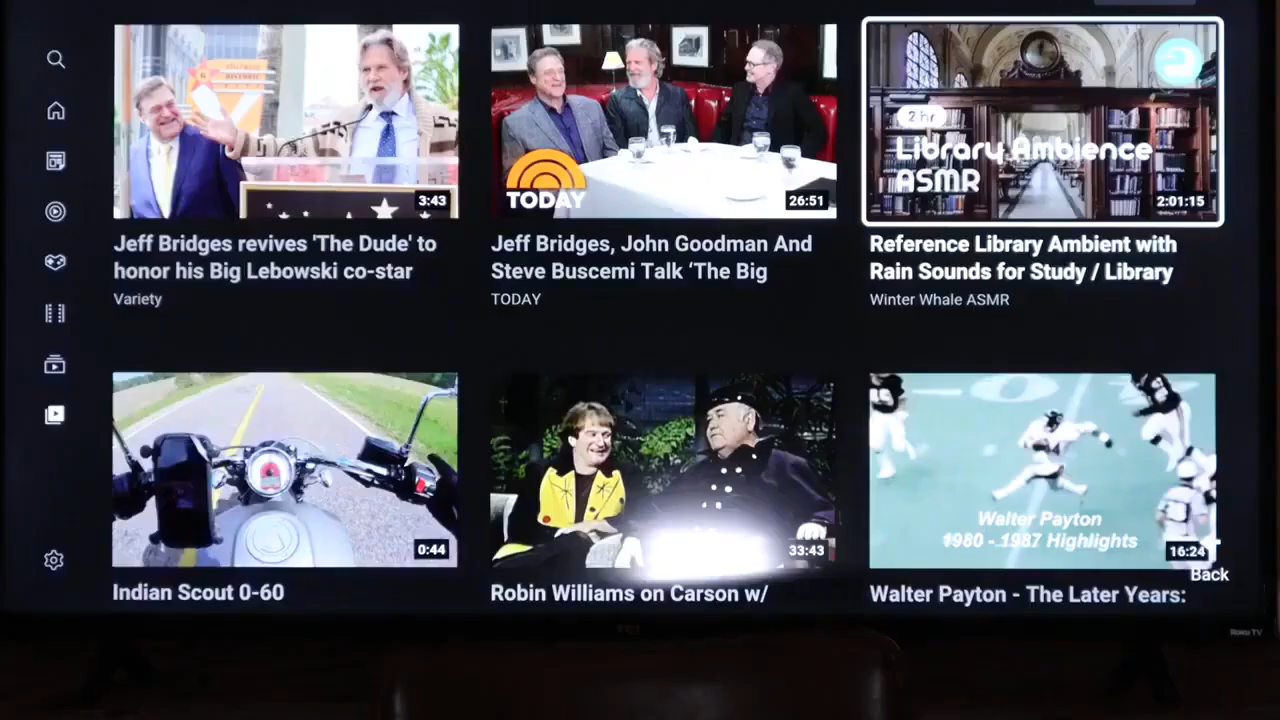 3:43
TODAY
26:51
2 hr
Library Ambience
ASMR
2:01:15
Jeff Bridges revives 'The Dude' to
honor his Big Lebowski co-star
Variety
Jeff Bridges, John Goodman And
Steve Buscemi Talk ‘The Big
TODAY
Reference Library Ambient with
Rain Sounds for Study / Library
Winter Whale ASMR
0:44
33:43
Walter Payton
1980 - 1987 Highlights
16:24
Back
Indian Scout 0-60
Robin Williams on Carson w/
Walter Payton - The Later Years:
TCL
Roku TV